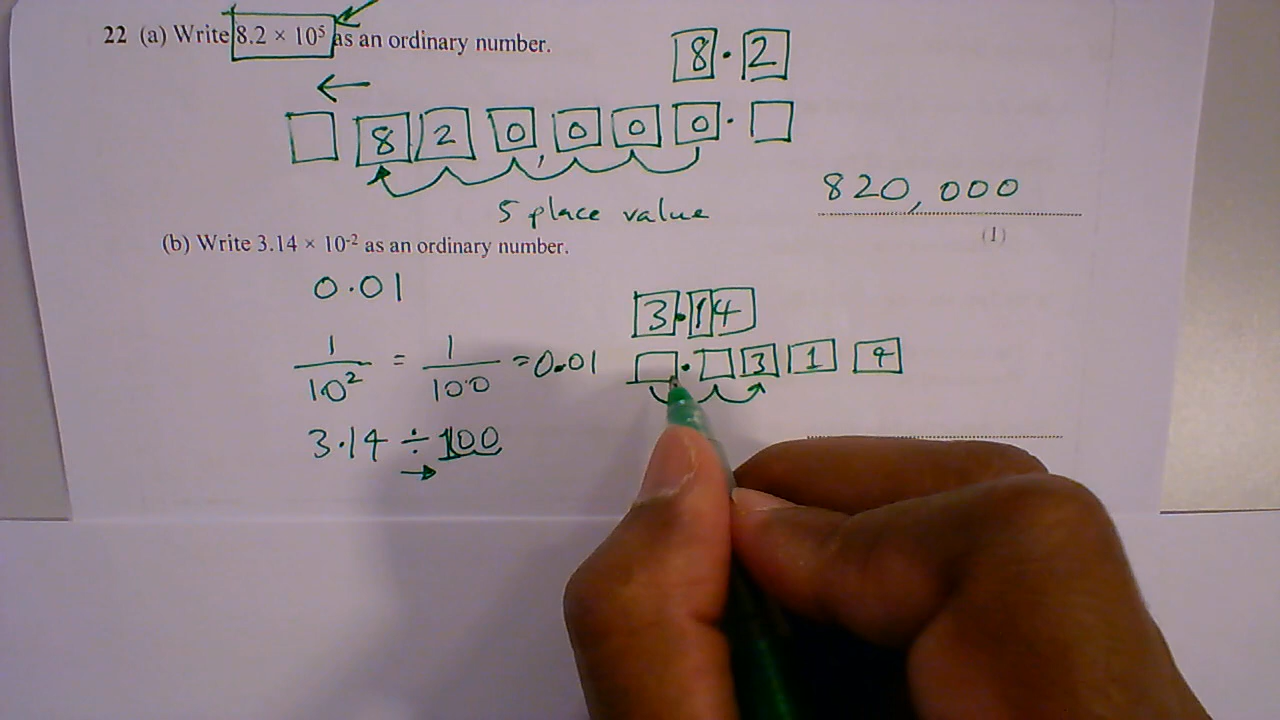 22 (a) Write 8.2 × 10⁵ as an ordinary number.
8.2
8 2 0, 0 0 0.
820,000
5 place value
(1)
(b) Write 3.14 × 10⁻² as an ordinary number.
0.01
3.14
1/10² = 1/100 = 0.01
. 3 1 4
3.14 ÷ 100